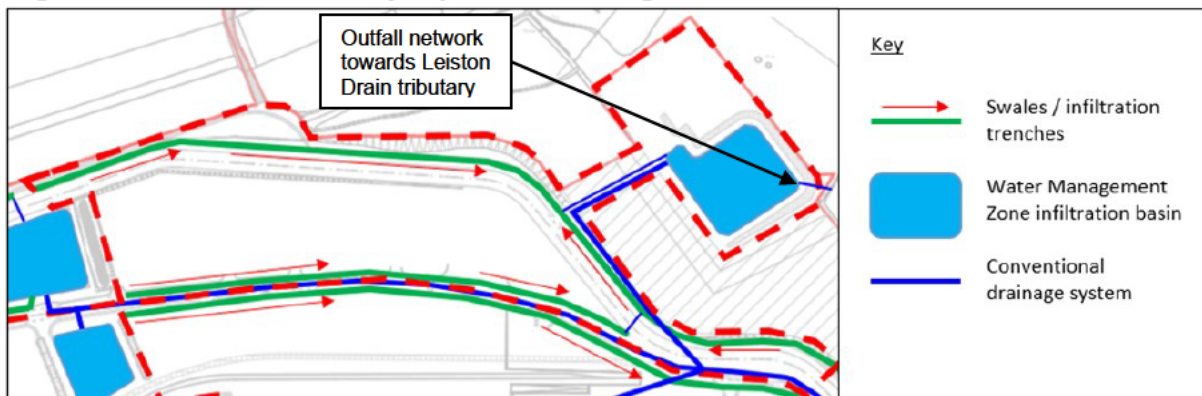 Outfall network
towards Leiston
Drain tributary
Key
Swales / infiltration
trenches
Water Management
Zone infiltration basin
Conventional
drainage system